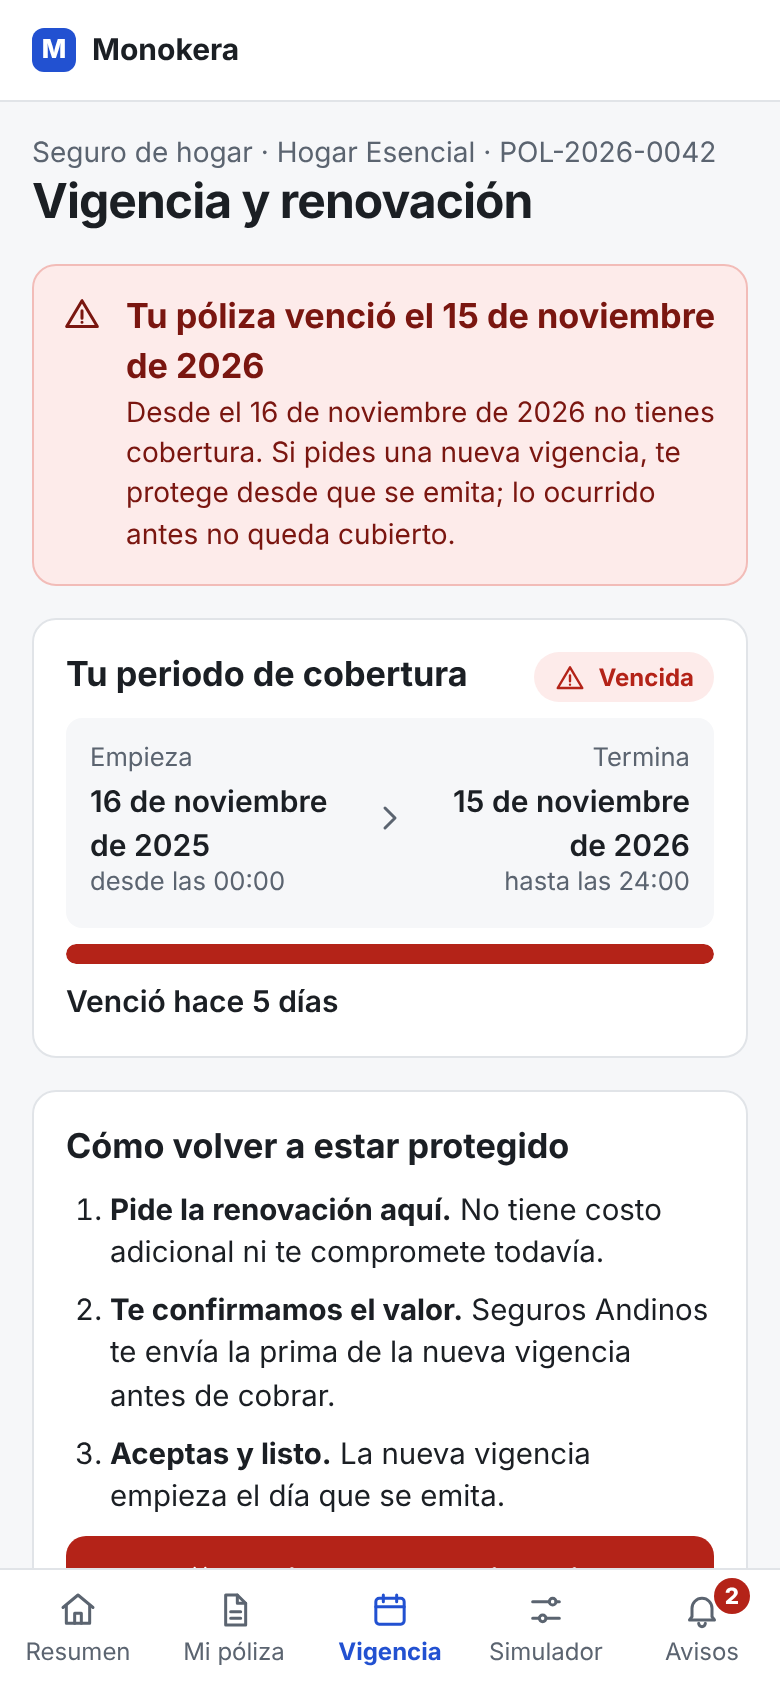 M Monokera
Seguro de hogar · Hogar Esencial · POL-2026-0042
Vigencia y renovación
Tu póliza venció el 15 de noviembre
de 2026
Desde el 16 de noviembre de 2026 no tienes
cobertura. Si pides una nueva vigencia, te
protege desde que se emita; lo ocurrido
antes no queda cubierto.
Tu periodo de cobertura
Vencida
Empieza
16 de noviembre
de 2025
desde las 00:00
Termina
15 de noviembre
de 2026
hasta las 24:00
Venció hace 5 días
Cómo volver a estar protegido
1. Pide la renovación aquí. No tiene costo
adicional ni te compromete todavía.
2. Te confirmamos el valor. Seguros Andinos
te envía la prima de la nueva vigencia
antes de cobrar.
3. Aceptas y listo. La nueva vigencia
empieza el día que se emita.
Resumen
Mi póliza
Vigencia
Simulador
2
Avisos